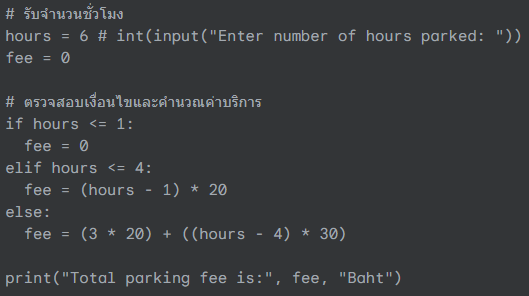 # รับจำนวนชั่วโมง
hours = 6 # int(input("Enter number of hours parked: "))
fee = 0

# ตรวจสอบเงื่อนไขและคำนวณค่าบริการ
if hours <= 1:
  fee = 0
elif hours <= 4:
  fee = (hours - 1) * 20
else:
  fee = (3 * 20) + ((hours - 4) * 30)

print("Total parking fee is:", fee, "Baht")